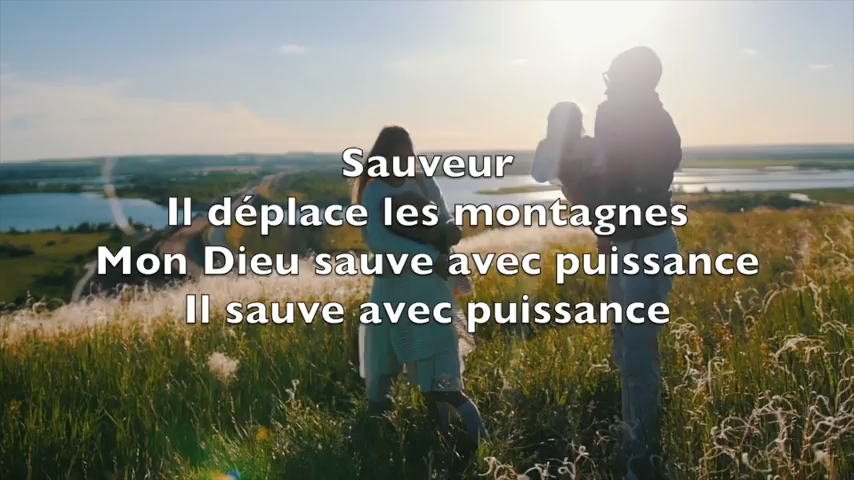 Sauveur
Il déplace les montagnes
Mon Dieu sauve avec puissance
Il sauve avec puissance